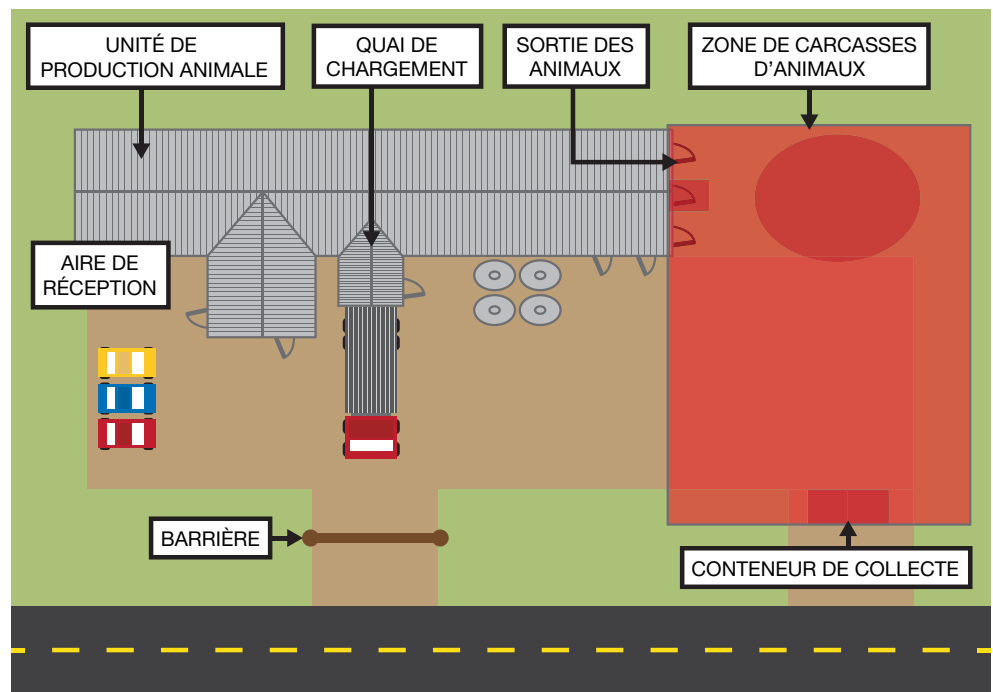 UNITÉ DE
PRODUCTION ANIMALE
QUAI DE
CHARGEMENT
SORTIE DES
ANIMAUX
ZONE DE CARCASSES
D'ANIMAUX
AIRE DE
RÉCEPTION
BARRIÈRE
CONTENEUR DE COLLECTE